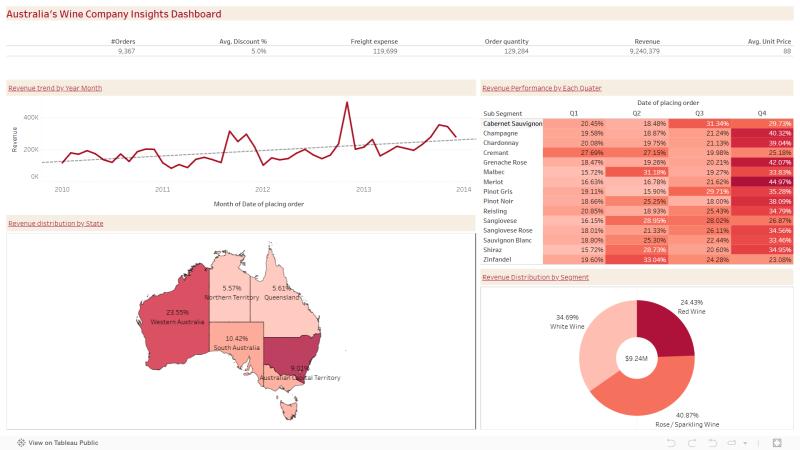 Australia's Wine Company Insights Dashboard
#Orders Avg. Discount % Freight expense Order quantity Revenue Avg. Unit Price
9,367 5.0% 119,699 129,284 9,240,379 88
Revenue trend by Year Month
Revenue
400K
200K
0K
2010 2011 2012 2013 2014
Month of Date of placing order
Revenue distribution by State
5.57%
Northern Territory
5.61%
Queensland
23.55%
Western Australia
10.42%
South Australia
9.01%
Australian Capital Territory
Revenue Performance by Each Quater
Date of placing order
Sub Segment Q1 Q2 Q3 Q4
Cabernet Sauvignon 20.45% 18.48% 31.34% 29.73%
Champagne 19.58% 18.87% 21.24% 40.32%
Chardonnay 20.08% 19.75% 21.13% 39.04%
Cremant 27.69% 27.15% 19.98% 25.18%
Grenache Rose 18.47% 19.26% 20.21% 42.07%
Malbec 15.72% 31.18% 19.27% 33.83%
Merlot 16.63% 16.78% 21.62% 44.97%
Pinot Gris 19.11% 15.90% 29.71% 35.28%
Pinot Noir 18.66% 25.25% 18.00% 38.09%
Reisling 20.85% 18.93% 25.43% 34.79%
Sangiovese 16.15% 28.95% 28.02% 26.87%
Sangiovese Rose 18.01% 21.33% 26.11% 34.56%
Sauvignon Blanc 18.80% 25.30% 22.44% 33.46%
Shiraz 15.72% 28.73% 20.60% 34.95%
Zinfandel 19.60% 33.04% 24.28% 23.08%
Revenue Distribution by Segment
24.43%
Red Wine
34.69%
White Wine
$9.24M
40.87%
Rose / Sparkling Wine
View on Tableau Public